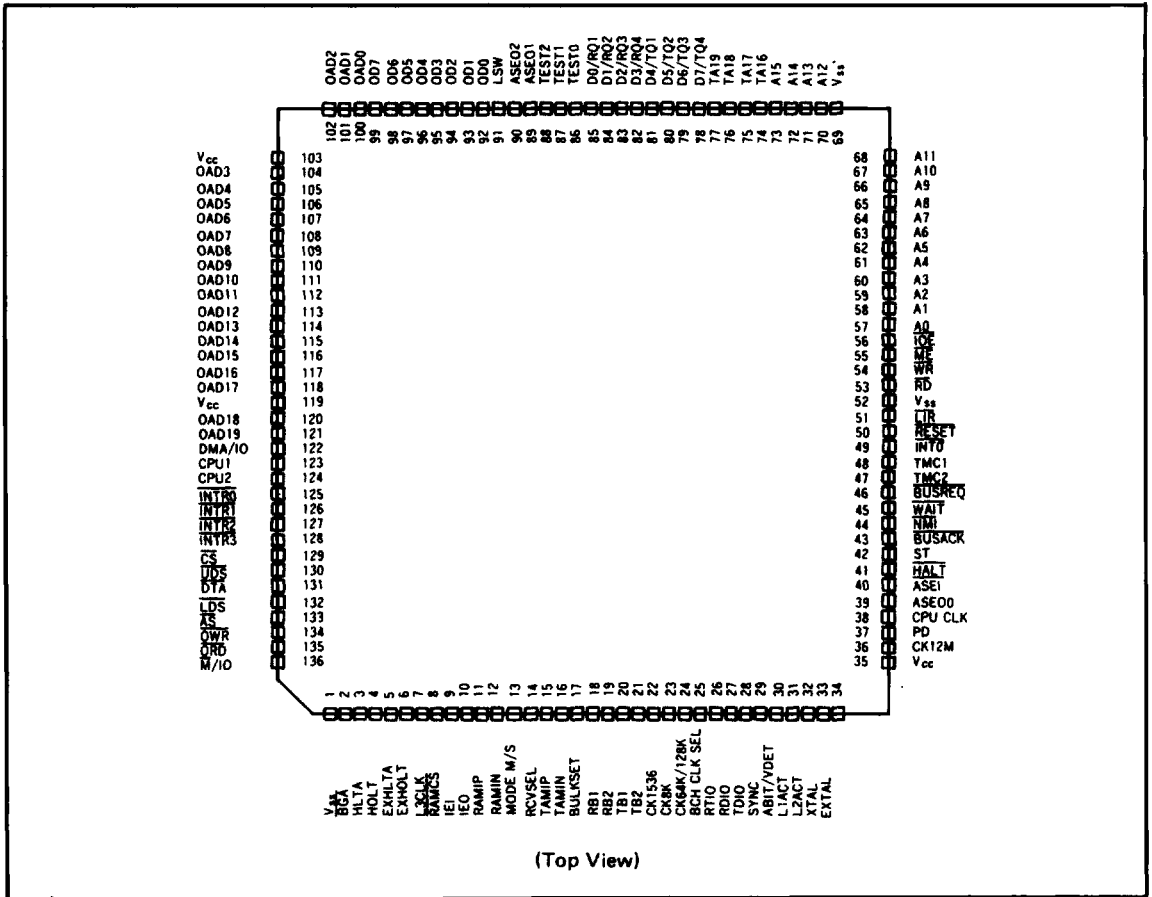 OAD2 OAD1 OAD0 OD7 OD6 OD5 OD4 OD3 OD2 OD1 OD0 LSW ASEO2 ASEO1 TEST2 TEST1 TEST0 D0/RQ1 D1/RQ2 D2/RQ3 D3/RQ4 D4/TQ1 D5/TQ2 D6/TQ3 D7/TQ4 TA19 TA18 TA17 TA16 A15 A14 A13 A12 Vss
102 101 100 99 98 97 96 95 94 93 92 91 90 89 88 87 86 85 84 83 82 81 80 79 78 77 76 75 74 73 72 71 70 69
Vcc 103 68 A11
OAD3 104 67 A10
OAD4 105 66 A9
OAD5 106 65 A8
OAD6 107 64 A7
OAD7 108 63 A6
OAD8 109 62 A5
OAD9 110 61 A4
OAD10 111 60 A3
OAD11 112 59 A2
OAD12 113 58 A1
OAD13 114 57 A0
OAD14 115 56 IOE
OAD15 116 55 ME
OAD16 117 54 WR
OAD17 118 53 RD
Vcc 119 52 Vss
OAD18 120 51 LIR
OAD19 121 50 RESET
DMA/IO 122 49 INT0
CPU1 123 48 TMC1
CPU2 124 47 TMC2
INTR0 125 46 BUSREQ
INTR1 126 45 WAIT
INTR2 127 44 NMI
INTR3 128 43 BUSACK
CS 129 42 ST
UDS 130 41 HALT
DTA 131 40 ASEI
LDS 132 39 ASEO0
AS 133 38 CPU CLK
OWR 134 37 PD
ORD 135 36 CK12M
M/IO 136 35 Vcc
1 2 3 4 5 6 7 8 9 10 11 12 13 14 15 16 17 18 19 20 21 22 23 24 25 26 27 28 29 30 31 32 33 34
Vss BGA HLTA HOLT EXHLTA EXHOLT L3CLK RAMCS IEI IEO RAMIP RAMIN MODE M/S RCVSEL TAMIP TAMIN BULKSET RB1 RB2 TB1 TB2 CK1536 CK8K CK64K/128K BCH CLK SEL RTIO RDIO TDIO SYNC ABIT/VDET L1ACT L2ACT XTAL EXTAL
(Top View)